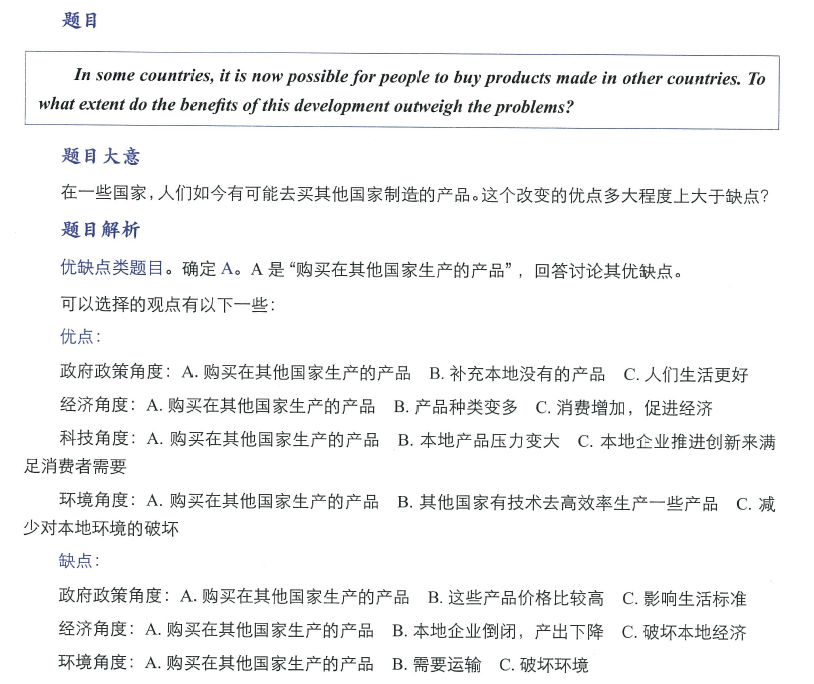 题目
In some countries, it is now possible for people to buy products made in other countries. To
what extent do the benefits of this development outweigh the problems?
题目大意
在一些国家,人们如今有可能去买其他国家制造的产品。这个改变的优点多大程度上大于缺点?
题目解析
优缺点类题目。确定 A。A 是“购买在其他国家生产的产品”,回答讨论其优缺点。
可以选择的观点有以下一些:
优点:
政府政策角度:A. 购买在其他国家生产的产品 B. 补充本地没有的产品 C. 人们生活更好
经济角度:A. 购买在其他国家生产的产品 B. 产品种类变多 C. 消费增加,促进经济
科技角度:A. 购买在其他国家生产的产品 B. 本地产品压力变大 C. 本地企业推进创新来满
足消费者需要
环境角度:A. 购买在其他国家生产的产品 B. 其他国家有技术去高效率生产一些产品 C. 减
少对本地环境的破坏
缺点:
政府政策角度:A. 购买在其他国家生产的产品 B. 这些产品价格比较高 C. 影响生活标准
经济角度:A. 购买在其他国家生产的产品 B. 本地企业倒闭,产出下降 C. 破坏本地经济
环境角度:A. 购买在其他国家生产的产品 B. 需要运输 C. 破坏环境